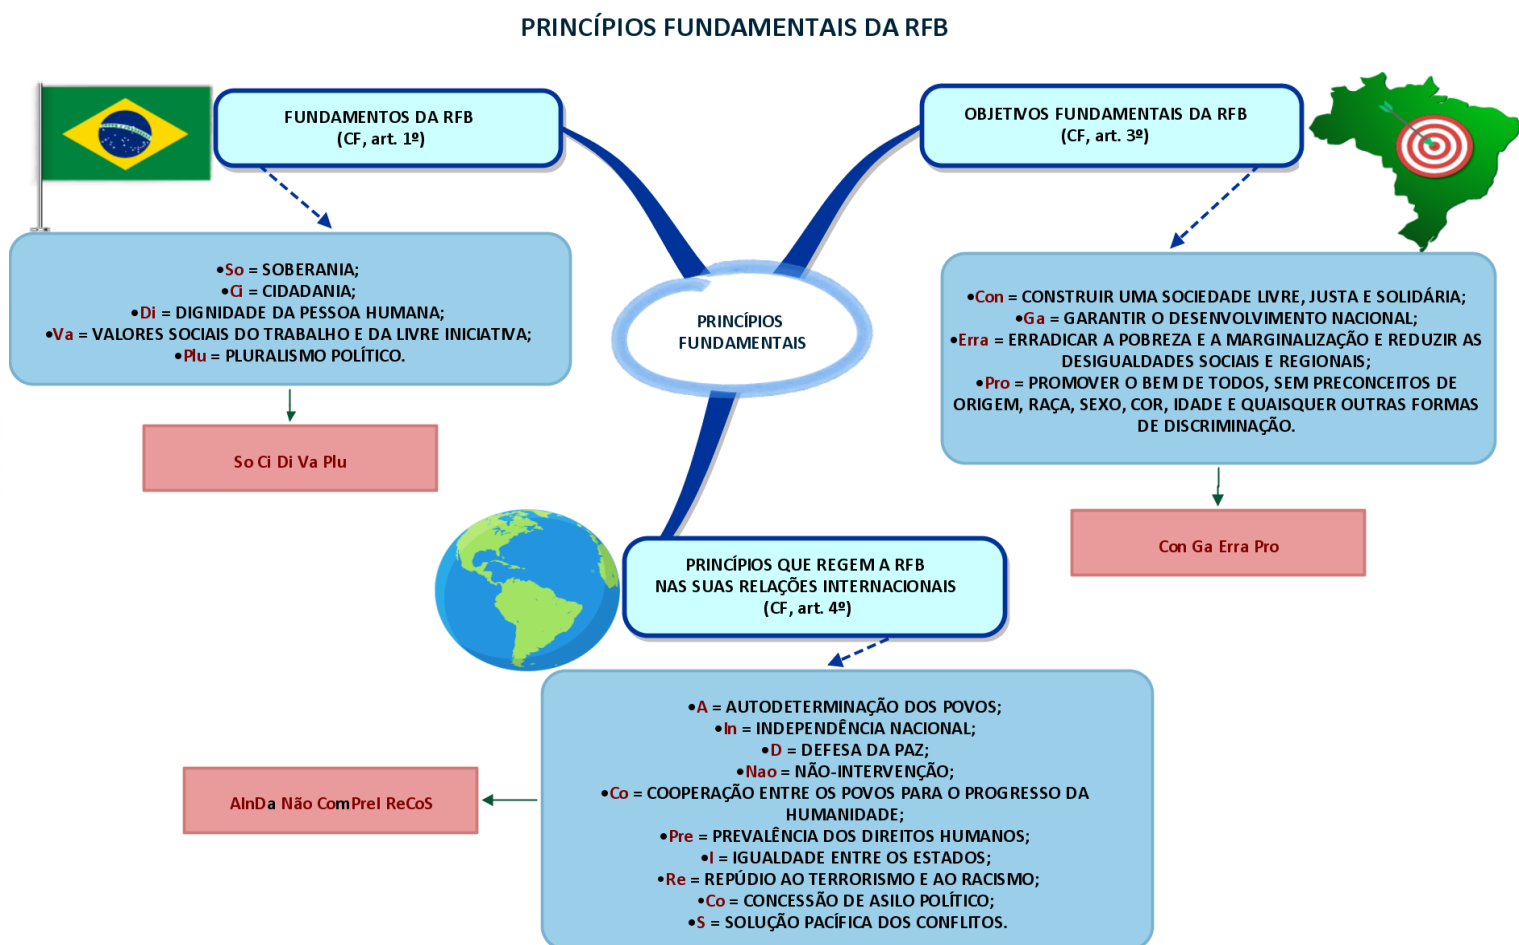 PRINCÍPIOS FUNDAMENTAIS DA RFB
FUNDAMENTOS DA RFB
(CF, art. 1º)
•So = SOBERANIA;
•Ci = CIDADANIA;
•Di = DIGNIDADE DA PESSOA HUMANA;
•Va = VALORES SOCIAIS DO TRABALHO E DA LIVRE INICIATIVA;
•Plu = PLURALISMO POLÍTICO.
So Ci Di Va Plu
OBJETIVOS FUNDAMENTAIS DA RFB
(CF, art. 3º)
•Con = CONSTRUIR UMA SOCIEDADE LIVRE, JUSTA E SOLIDÁRIA;
•Ga = GARANTIR O DESENVOLVIMENTO NACIONAL;
•Erra = ERRADICAR A POBREZA E A MARGINALIZAÇÃO E REDUZIR AS
DESIGUALDADES SOCIAIS E REGIONAIS;
•Pro = PROMOVER O BEM DE TODOS, SEM PRECONCEITOS DE
ORIGEM, RAÇA, SEXO, COR, IDADE E QUAISQUER OUTRAS FORMAS
DE DISCRIMINAÇÃO.
Con Ga Erra Pro
PRINCÍPIOS
FUNDAMENTAIS
PRINCÍPIOS QUE REGEM A RFB
NAS SUAS RELAÇÕES INTERNACIONAIS
(CF, art. 4º)
•A = AUTODETERMINAÇÃO DOS POVOS;
•In = INDEPENDÊNCIA NACIONAL;
•D = DEFESA DA PAZ;
•Nao = NÃO-INTERVENÇÃO;
•Co = COOPERAÇÃO ENTRE OS POVOS PARA O PROGRESSO DA
HUMANIDADE;
•Pre = PREVALÊNCIA DOS DIREITOS HUMANOS;
•I = IGUALDADE ENTRE OS ESTADOS;
•Re = REPÚDIO AO TERRORISMO E AO RACISMO;
•Co = CONCESSÃO DE ASILO POLÍTICO;
•S = SOLUÇÃO PACÍFICA DOS CONFLITOS.
AInDa Não ComPreI ReCoS